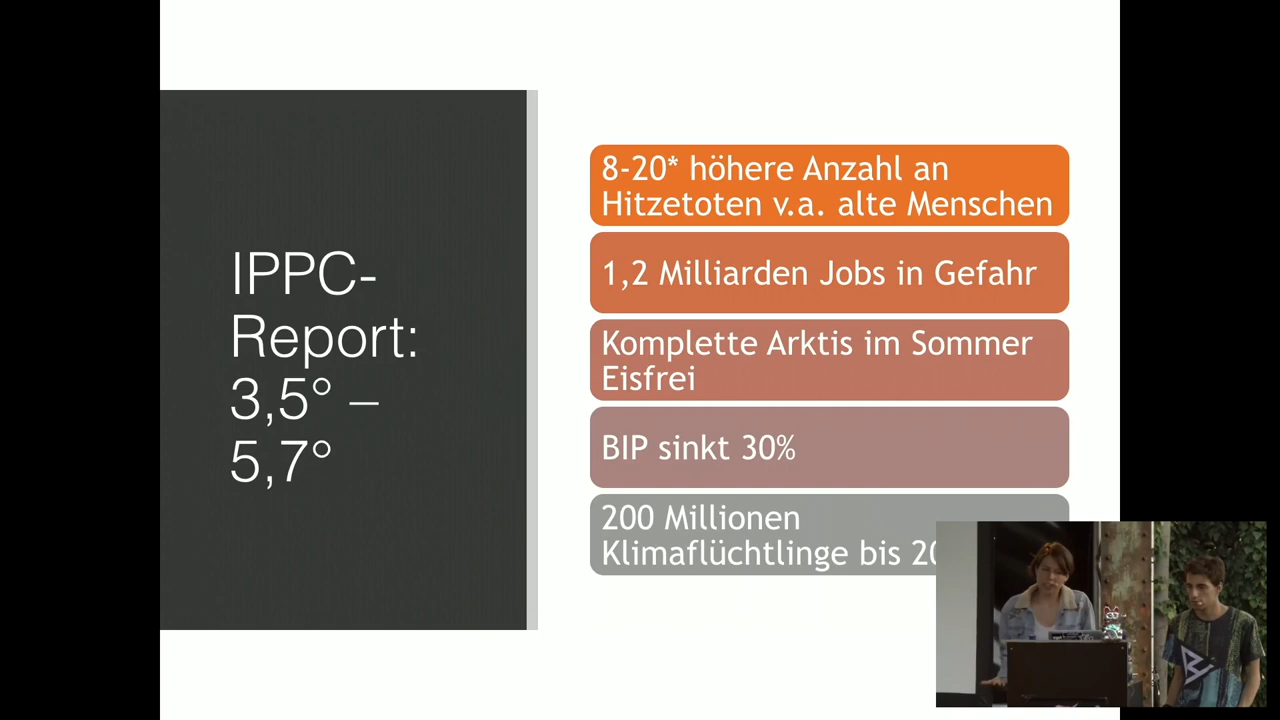 IPPC-
Report:
3,5° –
5,7°
8-20* höhere Anzahl an
Hitzetoten v.a. alte Menschen
1,2 Milliarden Jobs in Gefahr
Komplette Arktis im Sommer
Eisfrei
BIP sinkt 30%
200 Millionen
Klimaflüchtlinge bis